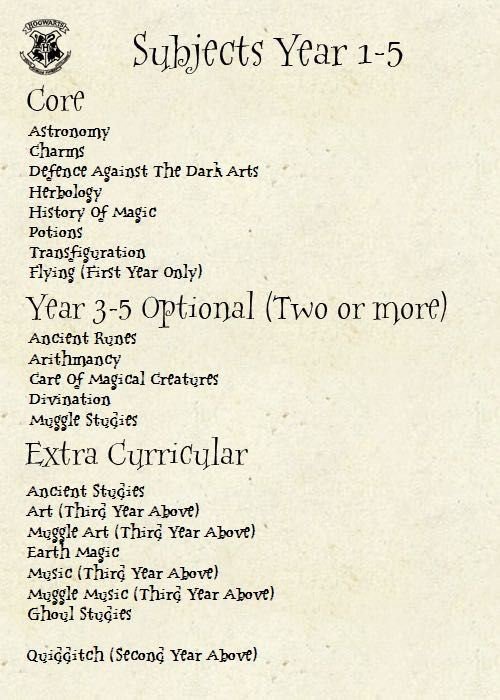 HOGWARTS
Subjects Year 1-5
Core
Astronomy
Charms
Defence Against The Dark Arts
Herbology
History Of Magic
Potions
Transfiguration
Flying (First Year Only)
Year 3-5 Optional (Two or more)
Ancient Runes
Arithmancy
Care Of Magical Creatures
Divination
Muggle Studies
Extra Curricular
Ancient Studies
Art (Third Year Above)
Muggle Art (Third Year Above)
Earth Magic
Music (Third Year Above)
Muggle Music (Third Year Above)
Ghoul Studies
Quidditch (Second Year Above)